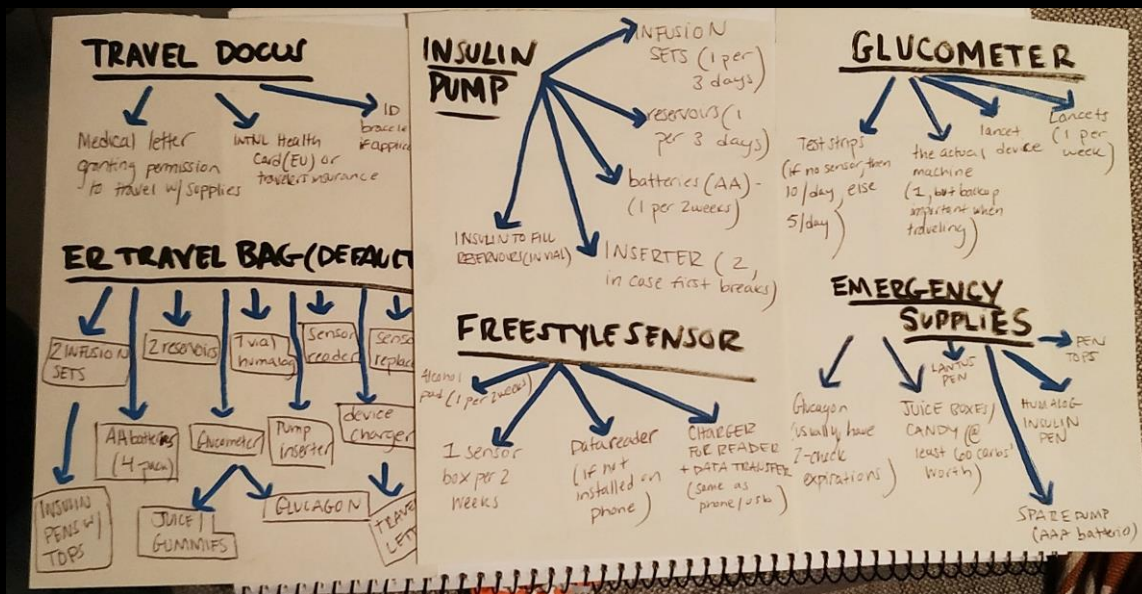 TRAVEL DOCUS
Medical letter
granting permission
to travel w/ supplies
INTNL Health
Card(EU) or
travelers insurance
ID
bracele
if applic
ER TRAVEL BAG (DEFAULT
2 INFUSION
SETS
2 reservoirs
1 vial
humalog
sensor
reader
senso
replac
AA batteries
(4-pack)
Glucometer
Pump
inserter
device
charger
INSULIN
PENS w/
TOPS
JUICE/
GUMMIES
GLUCAGON
TRAVEL
LETT
INSULIN
PUMP
INFUSION
SETS (1 per
3 days)
reservoirs (1
per 3 days)
batteries (AA) -
(1 per 2 weeks)
INSERTER (2,
in case first breaks)
INSULIN TO FILL
RESERVOIRS (IN VIAL)
FREESTYLE SENSOR
Alcohol
pad (1 per 2 weeks)
1 sensor
box per 2
weeks
Data reader
(if not
installed on
phone)
CHARGER
FOR READER
+ DATA TRANSFER
(same as
phone/usb)
GLUCOMETER
Test strips
(if no sensor, then
10/day, else
5/day)
the actual
machine
(1, but backup
important when
traveling)
lancet
device
Lancets
(1 per
week)
EMERGENCY
SUPPLIES
Glucagon
(usually have
2-check
expirations)
JUICE BOXES/
CANDY (@
least 60 carbs'
worth)
LANTUS
PEN
PEN
TOPS
HUMALOG
INSULIN
PEN
SPARE PUMP
(AAA batterie)